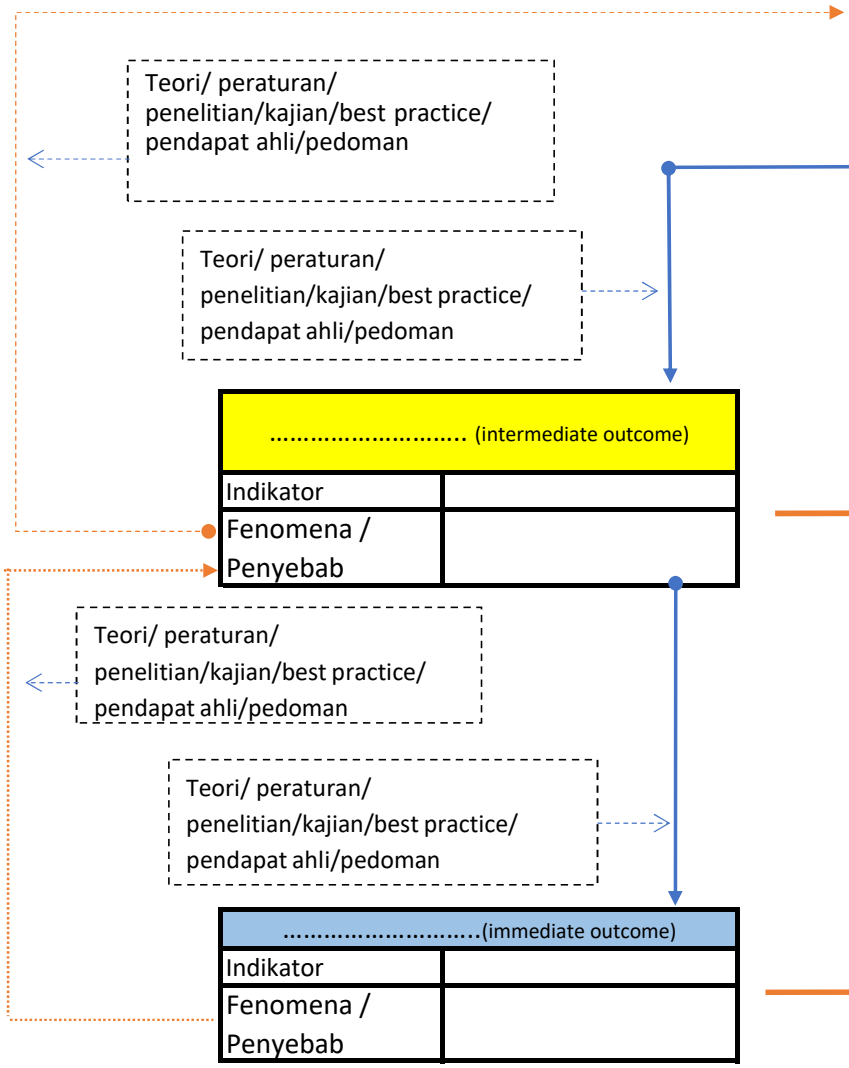 Teori/ peraturan/
penelitian/kajian/best practice/
pendapat ahli/pedoman
Teori/ peraturan/
penelitian/kajian/best practice/
pendapat ahli/pedoman
……………………….. (intermediate outcome)
Indikator
Fenomena /
Penyebab
Teori/ peraturan/
penelitian/kajian/best practice/
pendapat ahli/pedoman
Teori/ peraturan/
penelitian/kajian/best practice/
pendapat ahli/pedoman
………………………..(immediate outcome)
Indikator
Fenomena /
Penyebab